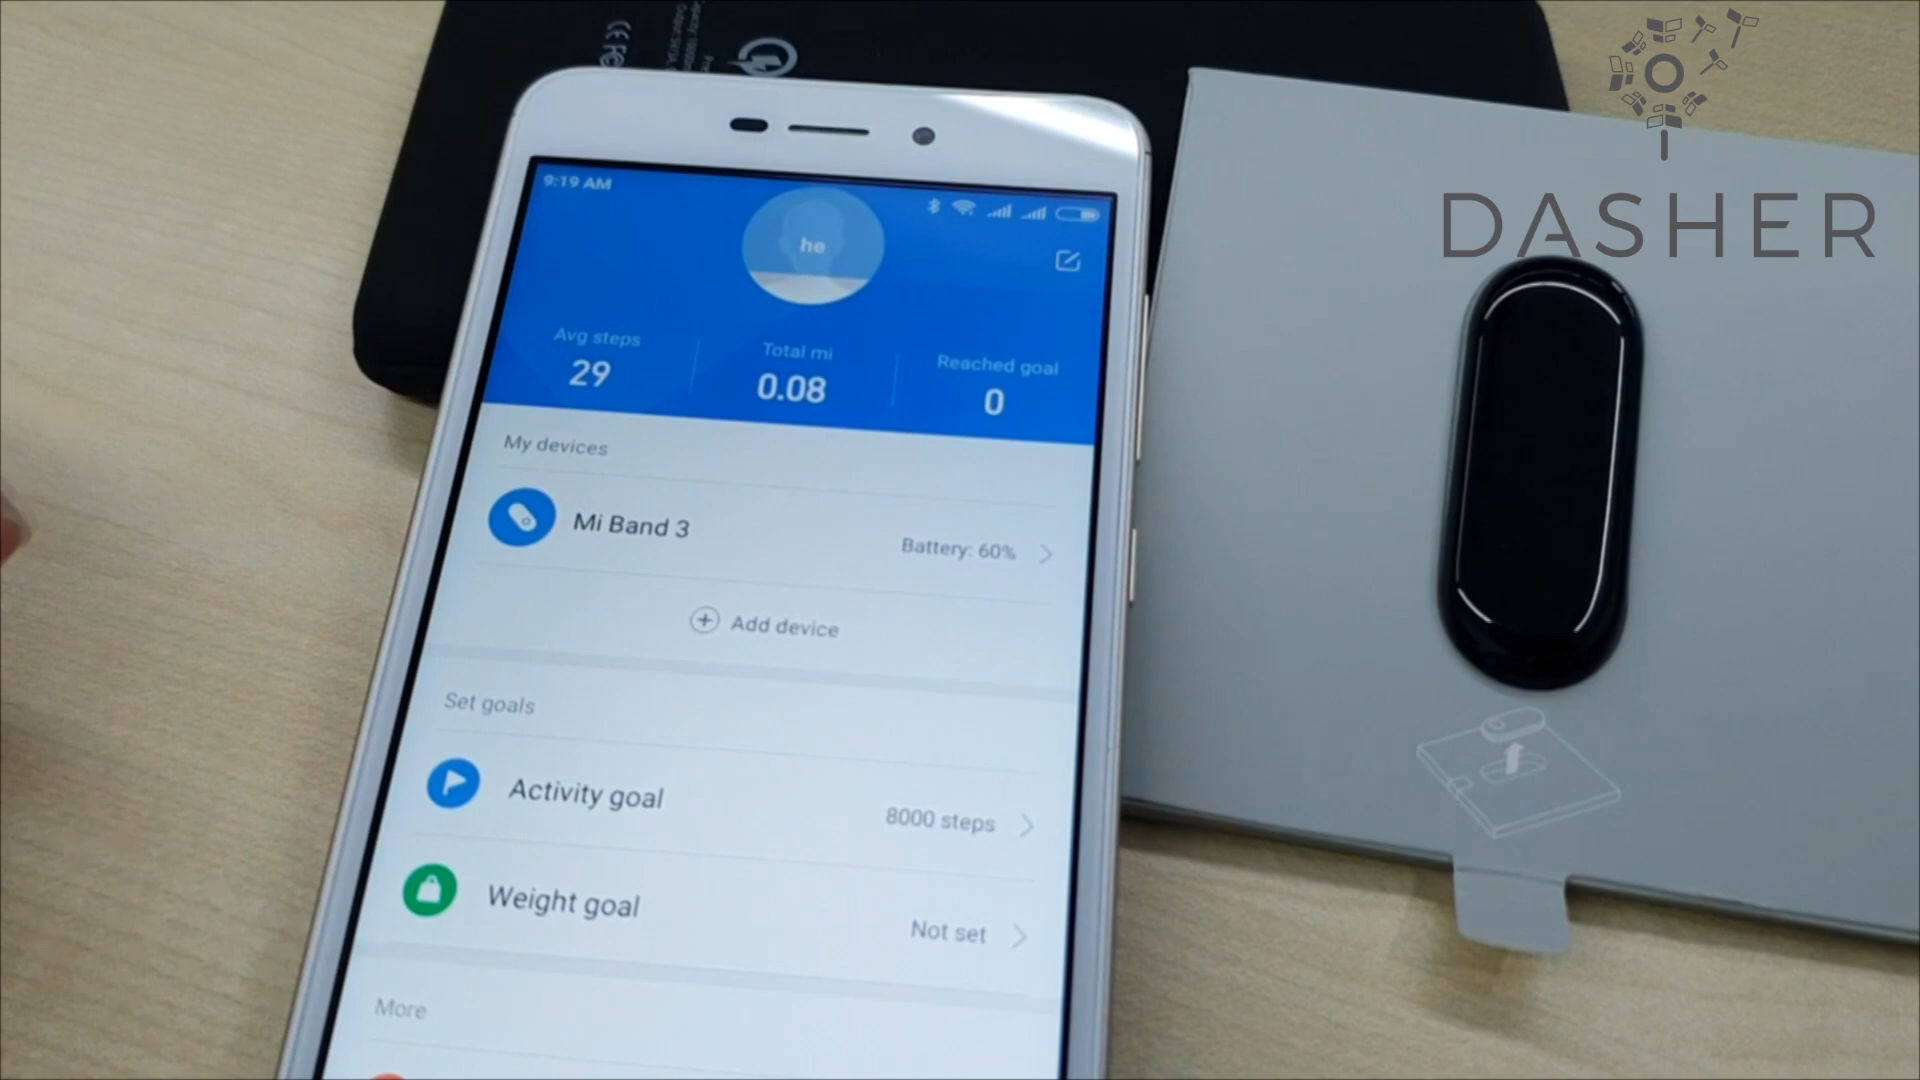 DASHER
9:19 AM
he
Avg steps
29
Total mi
0.08
Reached goal
0
My devices
Mi Band 3
Battery: 60%
Add device
Set goals
Activity goal
8000 steps
Weight goal
Not set
More